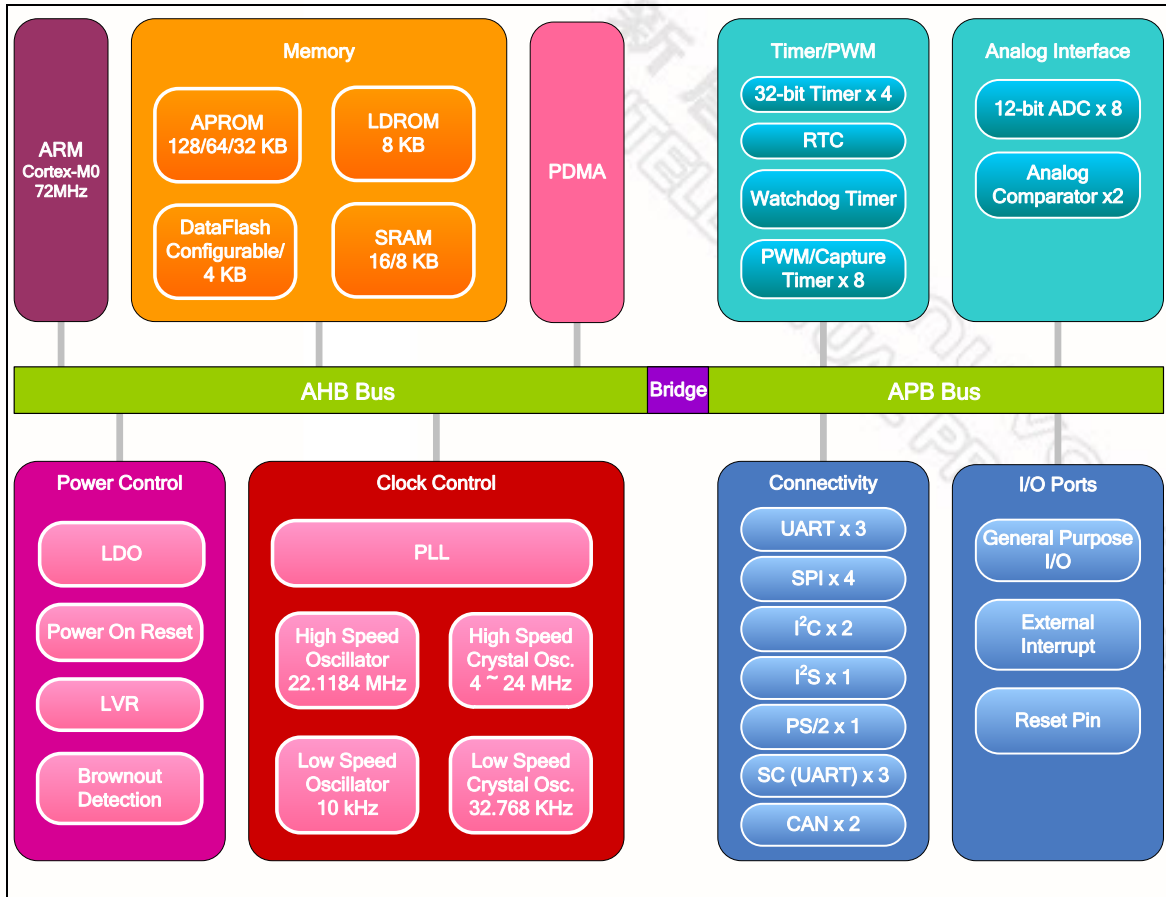 ARM
Cortex-M0
72MHz
Memory
APROM
128/64/32 KB
LDROM
8 KB
DataFlash
Configurable/
4 KB
SRAM
16/8 KB
PDMA
Timer/PWM
32-bit Timer x 4
RTC
Watchdog Timer
PWM/Capture
Timer x 8
Analog Interface
12-bit ADC x 8
Analog
Comparator x2
AHB Bus
Bridge
APB Bus
Power Control
LDO
Power On Reset
LVR
Brownout
Detection
Clock Control
PLL
High Speed
Oscillator
22.1184 MHz
High Speed
Crystal Osc.
4 ~ 24 MHz
Low Speed
Oscillator
10 kHz
Low Speed
Crystal Osc.
32.768 KHz
Connectivity
UART x 3
SPI x 4
I²C x 2
I²S x 1
PS/2 x 1
SC (UART) x 3
CAN x 2
I/O Ports
General Purpose
I/O
External
Interrupt
Reset Pin